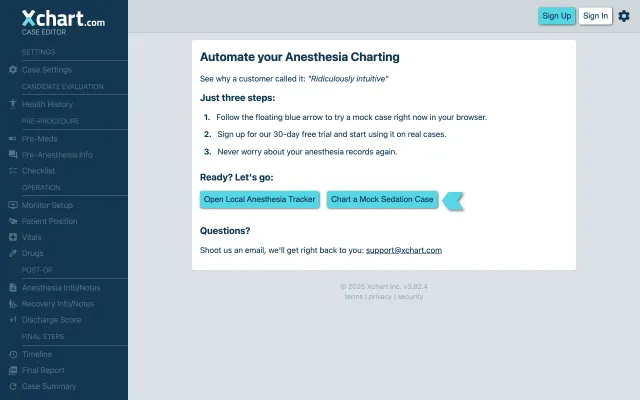 Xchart.com
CASE EDITOR
SETTINGS
Case Settings
CANDIDATE EVALUATION
Health History
PRE-PROCEDURE
Pre-Meds
Pre-Anesthesia Info
Checklist
OPERATION
Monitor Setup
Patient Position
Vitals
Drugs
POST-OP
Anesthesia Info/Notes
Recovery Info/Notes
+1 Discharge Score
FINAL STEPS
Timeline
Final Report
Case Summary
Sign Up
Sign In
Automate your Anesthesia Charting
See why a customer called it: "Ridiculously intuitive"
Just three steps:
1. Follow the floating blue arrow to try a mock case right now in your browser.
2. Sign up for our 30-day free trial and start using it on real cases.
3. Never worry about your anesthesia records again.
Ready? Let's go:
Open Local Anesthesia Tracker
Chart a Mock Sedation Case
Questions?
Shoot us an email, we'll get right back to you: support@xchart.com
© 2025 Xchart Inc. v3.82.4
terms | privacy | security